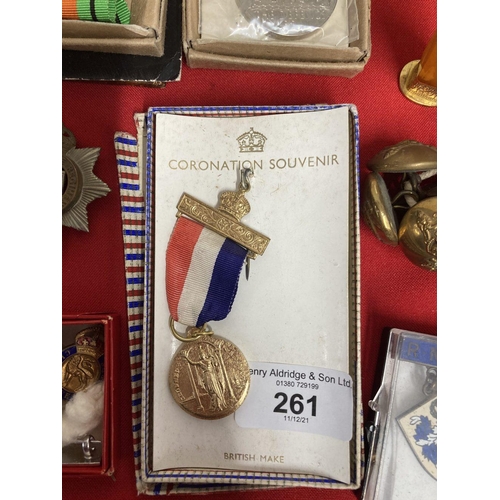 CORONATION SOUVENIR
enry Aldridge & Son Ltd.
01380 729199
261
11/12/21
BRITISH MAKE